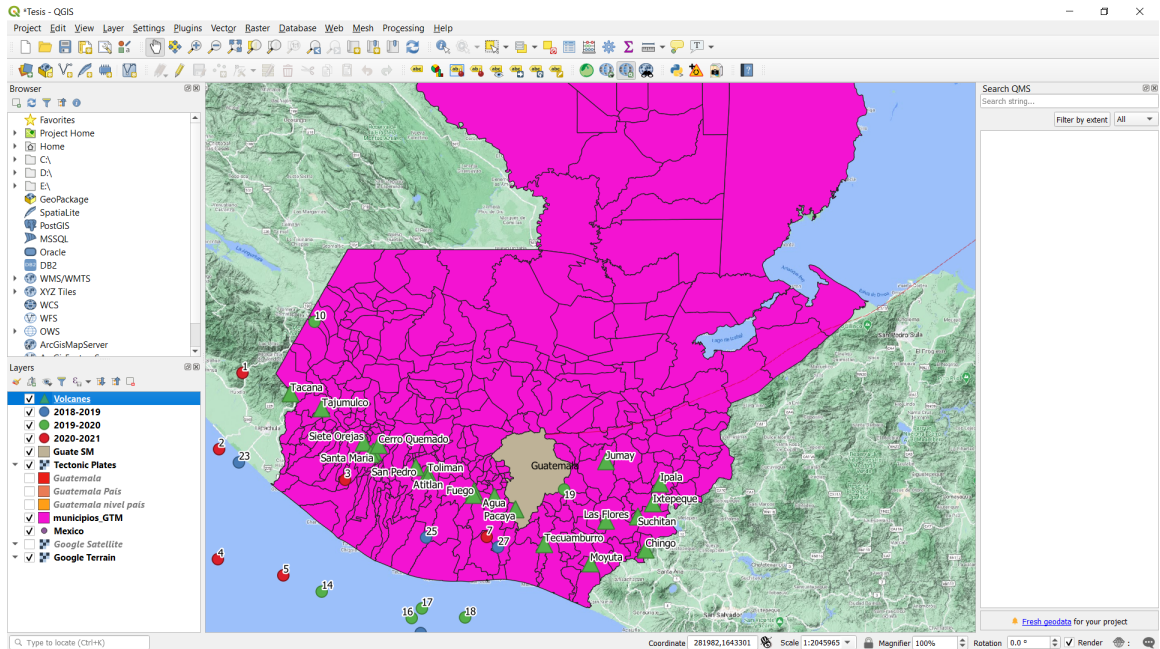 *Tesis - QGIS
Project Edit View Layer Settings Plugins Vector Raster Database Web Mesh Processing Help
Browser
Favorites
Project Home
Home
C:\
D:\
E:\
GeoPackage
SpatiaLite
PostGIS
MSSQL
Oracle
DB2
WMS/WMTS
XYZ Tiles
WCS
WFS
OWS
ArcGisMapServer
Layers
Volcanes
2018-2019
2019-2020
2020-2021
Guate SM
Tectonic Plates
Guatemala
Guatemala País
Guatemala nivel país
municipios_GTM
Mexico
Google Satellite
Google Terrain
Type to locate (Ctrl+K)
10
1
Tacana
Tajumulco
2
23
Siete Orejas
Cerro Quemado
Santa Maria
3
San Pedro
Toliman
Atitlan
Guatemala
Jumay
Fuego
Agua
Pacaya
19
Ipala
Ixtepeque
Las Flores
Suchitan
25
7
27
Tecuamburro
Chingo
Moyuta
4
5
14
16
17
18
San Pedro Sula
San Salvador
Search QMS
Search string...
Filter by extent All
Fresh geodata for your project
Coordinate 281982,1643301 Scale 1:2045965 Magnifier 100% Rotation 0.0 ° Render